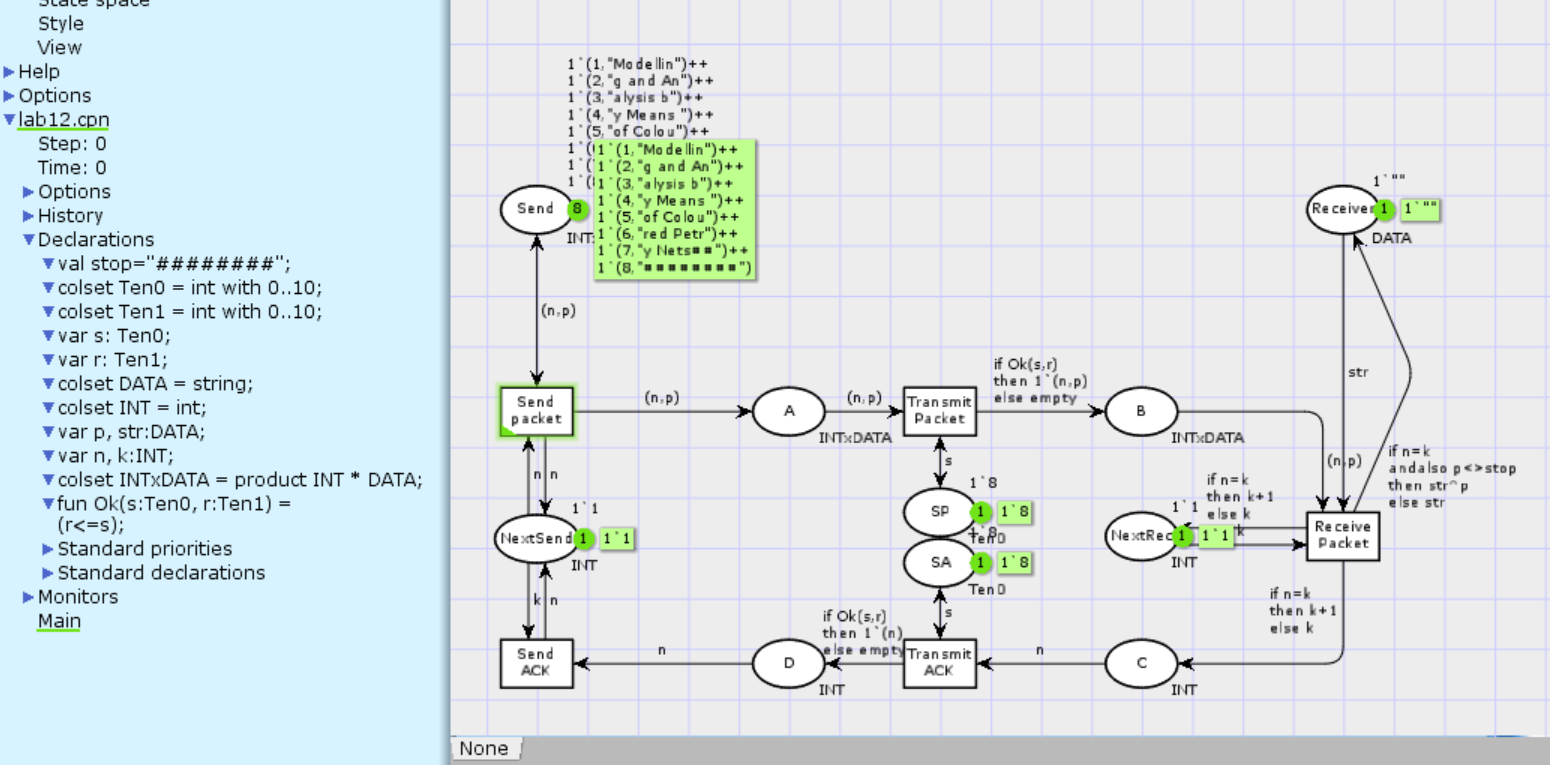 State space
Style
View
Help
Options
lab12.cpn
Step: 0
Time: 0
Options
History
Declarations
val stop="########";
colset Ten0 = int with 0..10;
colset Ten1 = int with 0..10;
var s: Ten0;
var r: Ten1;
colset DATA = string;
colset INT = int;
var p, str:DATA;
var n, k:INT;
colset INTxDATA = product INT * DATA;
fun Ok(s:Ten0, r:Ten1) =
(r<=s);
Standard priorities
Standard declarations
Monitors
Main
1`(1,"Modellin")++
1`(2,"g and An")++
1`(3,"alysis b")++
1`(4,"y Means ")++
1`(5,"of Colou")++
1`(
1`(
1`(
1`(1,"Modellin")++
1`(2,"g and An")++
1`(3,"alysis b")++
1`(4,"y Means ")++
1`(5,"of Colou")++
1`(6,"red Petr")++
1`(7,"y Nets##")++
1`(8,"########")
Send
8
1`""
Receiver
1
1`""
DATA
(n,p)
str
Send
packet
(n,p)
A
INTxDATA
(n,p)
Transmit
Packet
if Ok(s,r)
then 1`(n,p)
else empty
B
INTxDATA
(n,p)
if n=k
andalso p<>stop
then str^p
else str
n
n
s
1`8
SP
1
1`8
Ten0
1`8
SA
1
1`8
Ten0
1`1
NextSend
1
1`1
INT
if n=k
then k+1
else k
1`1
NextRec
1
1`1
k
INT
Receive
Packet
k
n
s
if n=k
then k+1
else k
if Ok(s,r)
then 1`(n)
else empty
Send
ACK
n
D
INT
Transmit
ACK
n
C
INT
None